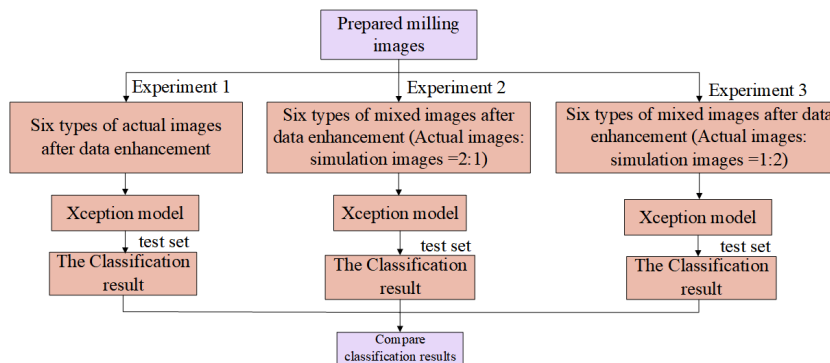 Prepared milling
images
Experiment 1
Experiment 2
Experiment 3
Six types of actual images
after data enhancement
Six types of mixed images after
data enhancement (Actual images:
simulation images =2:1)
Six types of mixed images after data
enhancement (Actual images:
simulation images =1:2)
Xception model
Xception model
Xception model
test set
test set
test set
The Classification
result
The Classification
result
The Classification
result
Compare
classification results